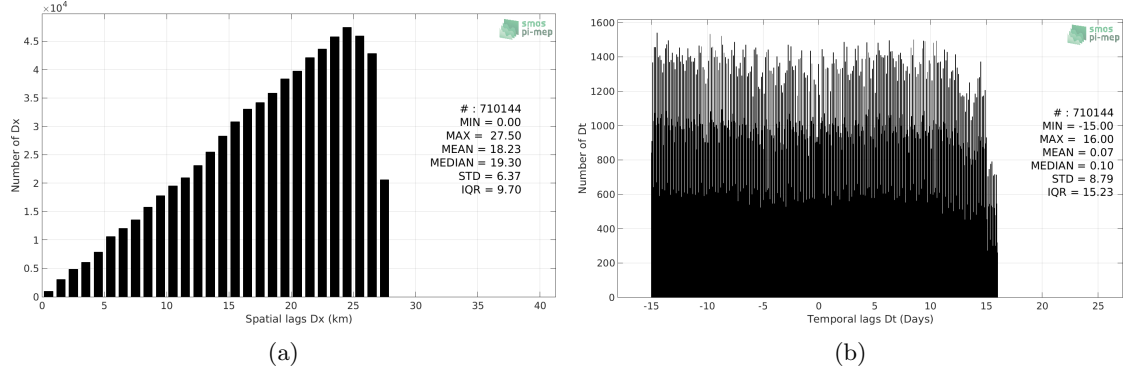 ×10⁴
4.5
4
3.5
3
2.5
2
1.5
1
0.5
0
Number of Dx
0 5 10 15 20 25 30 35 40
Spatial lags Dx (km)
smos
pi-mep
# : 710144
MIN = 0.00
MAX = 27.50
MEAN = 18.23
MEDIAN = 19.30
STD = 6.37
IQR = 9.70
(a)
1600
1400
1200
1000
800
600
400
200
0
Number of Dt
-15 -10 -5 0 5 10 15 20 25
Temporal lags Dt (Days)
smos
pi-mep
# : 710144
MIN = -15.00
MAX = 16.00
MEAN = 0.07
MEDIAN = 0.10
STD = 8.79
IQR = 15.23
(b)